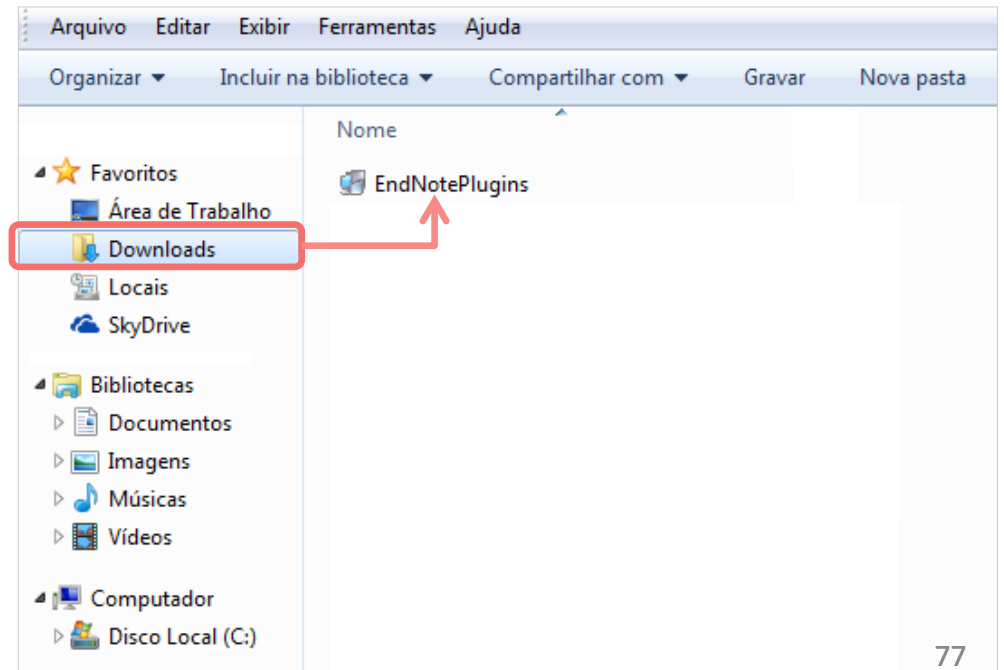 Arquivo Editar Exibir Ferramentas Ajuda
Organizar Incluir na biblioteca Compartilhar com Gravar Nova pasta
Nome
Favoritos
EndNotePlugins
Área de Trabalho
Downloads
Locais
SkyDrive
Bibliotecas
Documentos
Imagens
Músicas
Vídeos
Computador
Disco Local (C:)
77